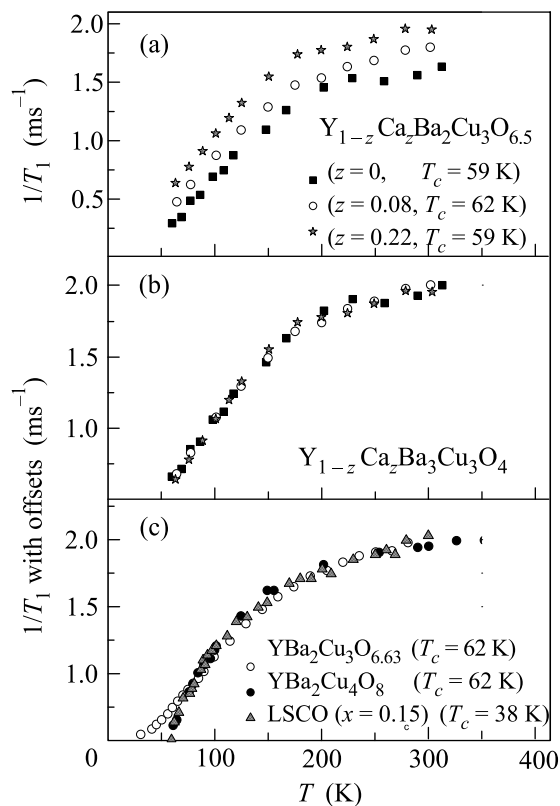 2.0 (a)
1.5
1/T₁ (ms⁻¹)
1.0
0.5
Y₁₋zCazBa₂Cu₃O₆.₅
(z = 0, Tc = 59 K)
(z = 0.08, Tc = 62 K)
(z = 0.22, Tc = 59 K)
(b)
2.0
1.5
1.0
Y₁₋zCazBa₃Cu₃O₄
1/T₁ with offsets (ms⁻¹)
(c)
2.0
1.5
1.0
YBa₂Cu₃O₆.₆₃ (Tc = 62 K)
YBa₂Cu₄O₈ (Tc = 62 K)
LSCO (x = 0.15) (Tc = 38 K)
0 100 200 300 400
T (K)